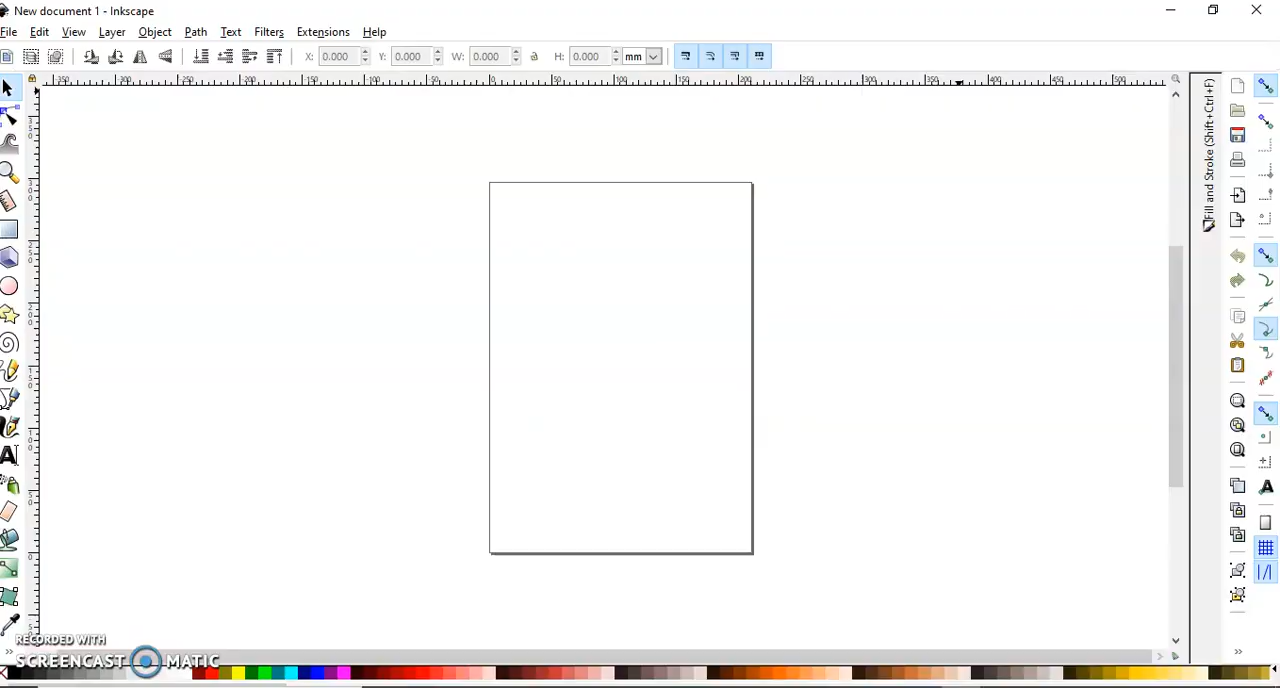 New document 1 - Inkscape
File Edit View Layer Object Path Text Filters Extensions Help
X: 0.000 Y: 0.000 W: 0.000 H: 0.000 mm
Fill and Stroke (Shift+Ctrl+F)
RECORDED WITH
SCREENCAST MATIC